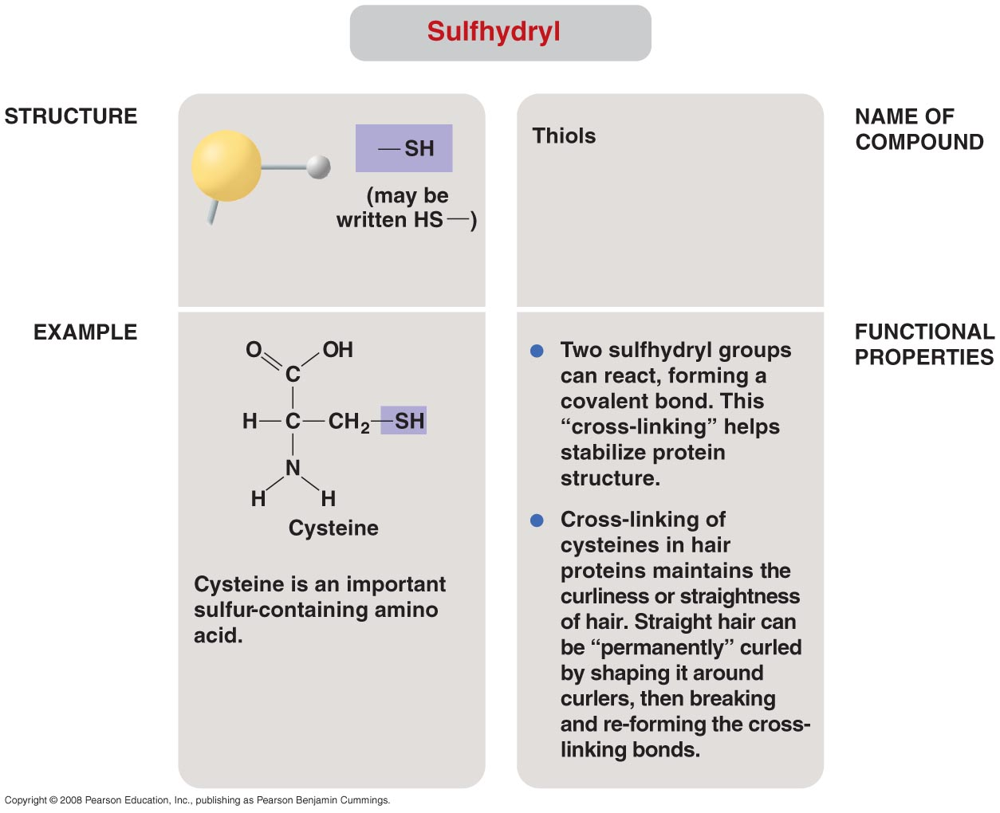 Sulfhydryl
STRUCTURE
—SH
(may be
written HS—)
Thiols
NAME OF
COMPOUND
EXAMPLE
O OH
C
H—C—CH₂—SH
N
H H
Cysteine
Cysteine is an important
sulfur-containing amino
acid.
FUNCTIONAL
PROPERTIES
● Two sulfhydryl groups
can react, forming a
covalent bond. This
“cross-linking” helps
stabilize protein
structure.
● Cross-linking of
cysteines in hair
proteins maintains the
curliness or straightness
of hair. Straight hair can
be “permanently” curled
by shaping it around
curlers, then breaking
and re-forming the cross-
linking bonds.
Copyright © 2008 Pearson Education, Inc., publishing as Pearson Benjamin Cummings.